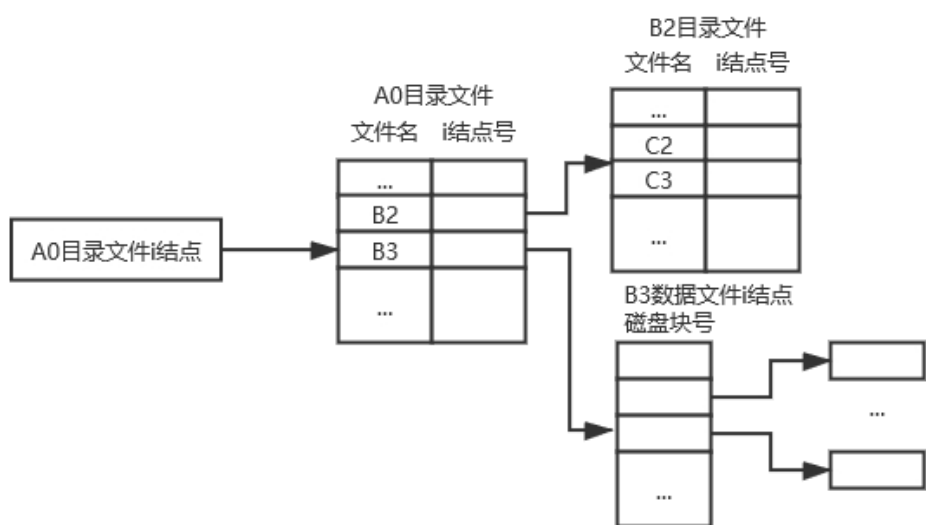 B2目录文件
文件名 i结点号
...
C2
C3
...
A0目录文件
文件名 i结点号
...
B2
B3
...
A0目录文件i结点
B3数据文件i结点
磁盘块号
...
...